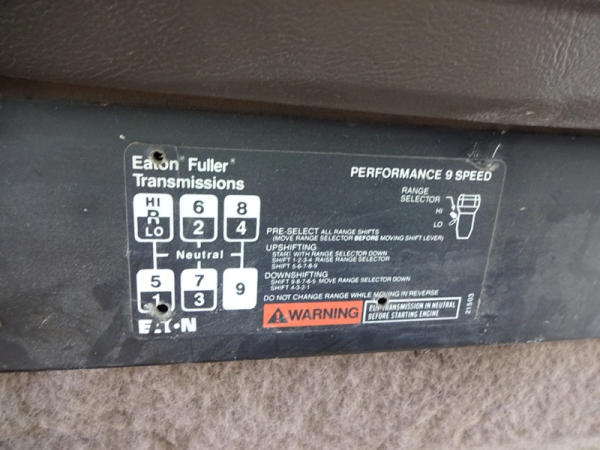 Eaton® Fuller®
Transmissions
PERFORMANCE 9 SPEED
RANGE
SELECTOR
HI
LO
HI
R
LO
6
2
8
4
Neutral
5
1
7
3
9
PRE-SELECT ALL RANGE SHIFTS
(MOVE RANGE SELECTOR BEFORE MOVING SHIFT LEVER)
UPSHIFTING
START WITH RANGE SELECTOR DOWN
SHIFT 1-2-3-4 RAISE RANGE SELECTOR
SHIFT 5-6-7-8-9
DOWNSHIFTING
SHIFT 9-8-7-6-5 MOVE RANGE SELECTOR DOWN
SHIFT 4-3-2-1
DO NOT CHANGE RANGE WHILE MOVING IN REVERSE
WARNING
PUT TRANSMISSION IN NEUTRAL
BEFORE STARTING ENGINE
EATON
21503